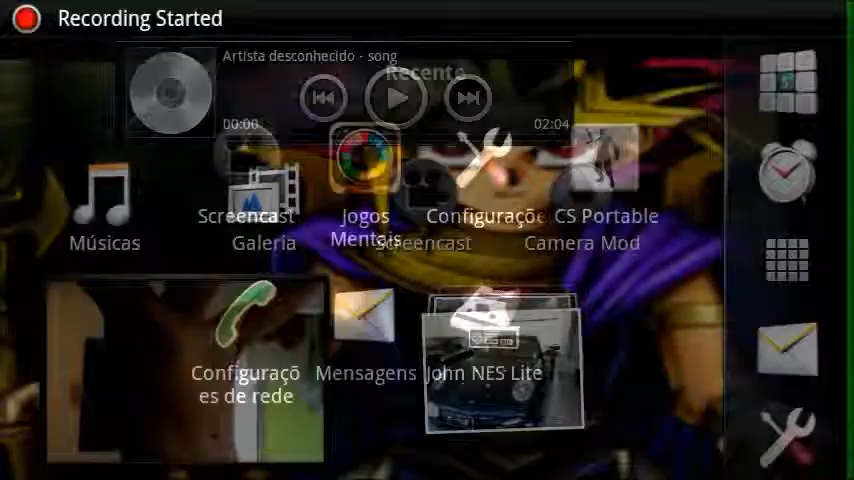 Recording Started
Artista desconhecido - song
Recente
00:00
02:04
Screencast
Jogos
Mentais
Configuraçõe
CS Portable
Músicas
Galeria
Screencast
Camera Mod
Configuraçõ
es de rede
Mensagens
John NES Lite